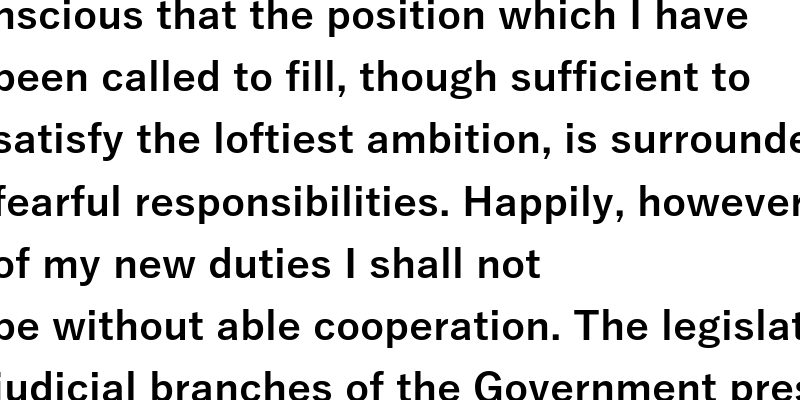 nscious that the position which I have
been called to fill, though sufficient to
satisfy the loftiest ambition, is surrounde
fearful responsibilities. Happily, however
of my new duties I shall not
be without able cooperation. The legislat
judicial branches of the Government pres